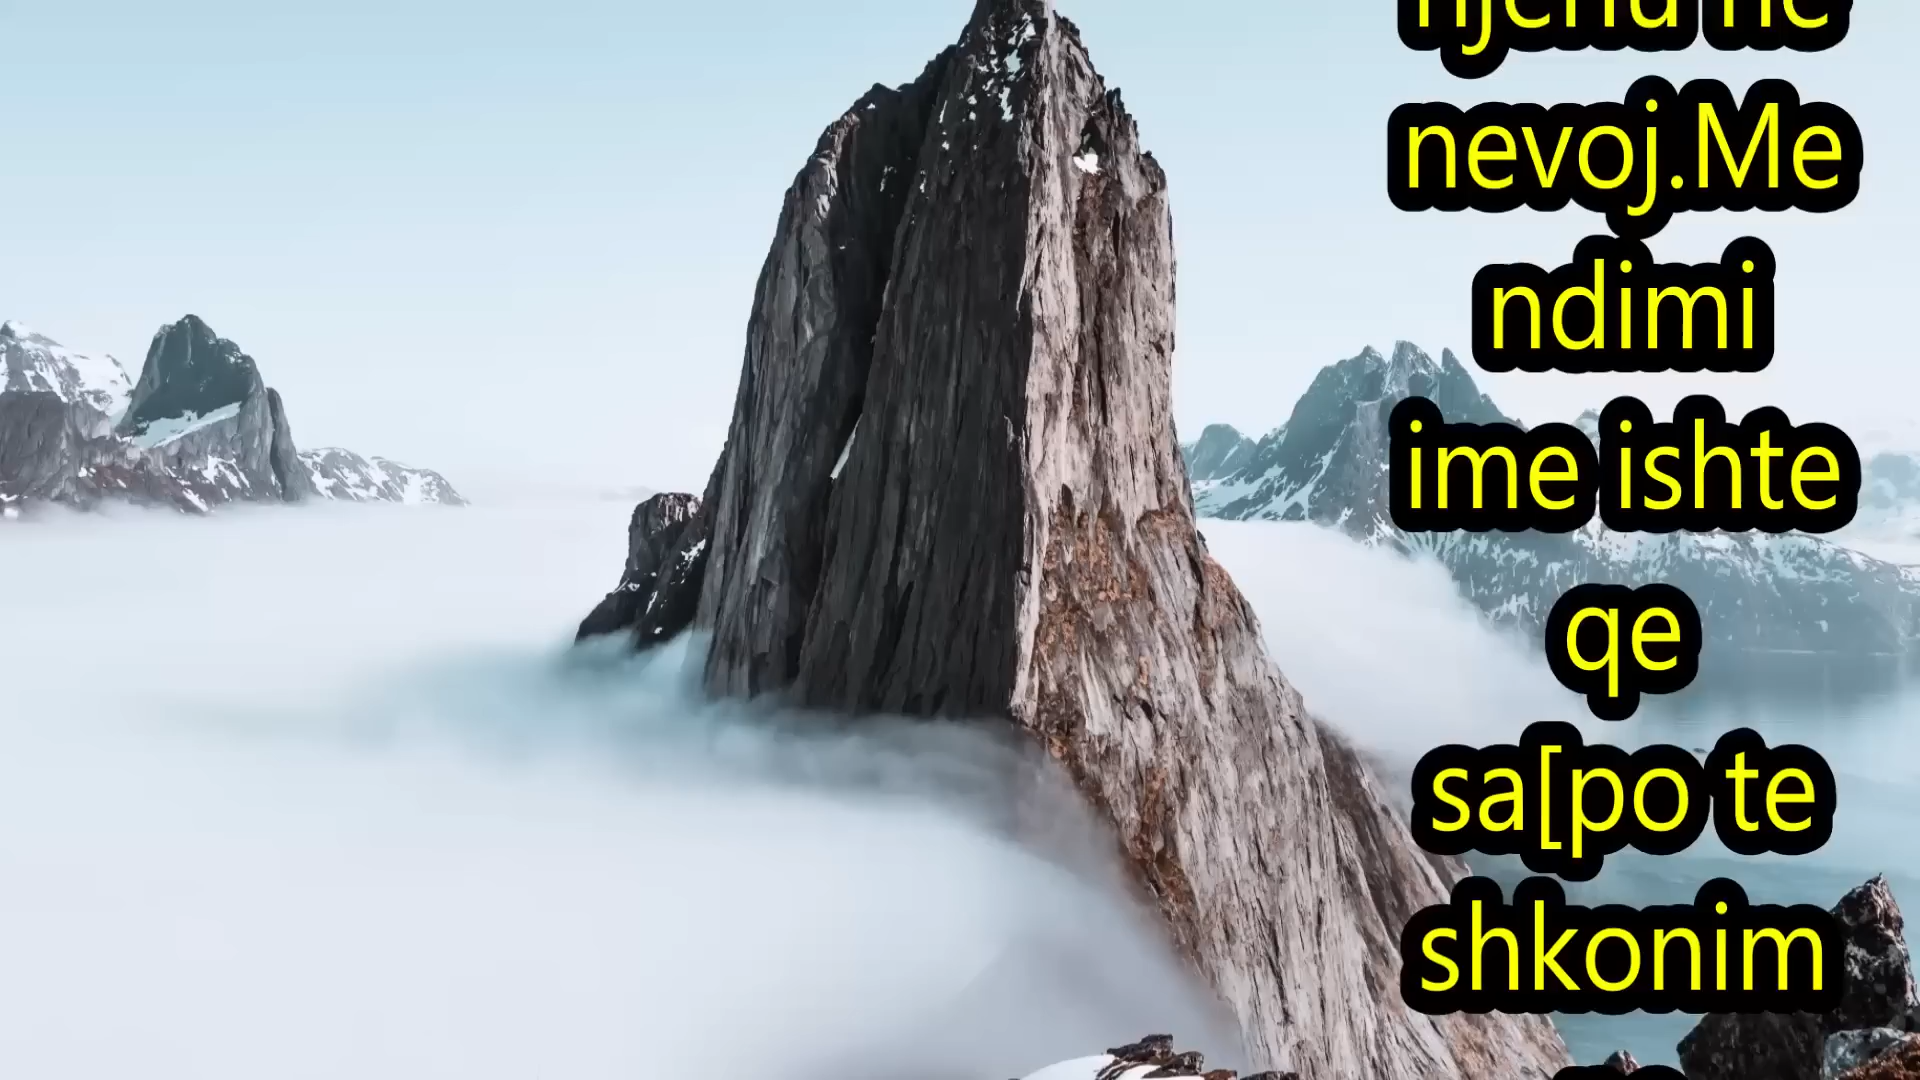 nevoj.Me
ndimi
ime ishte
qe
sa[po te
shkonim